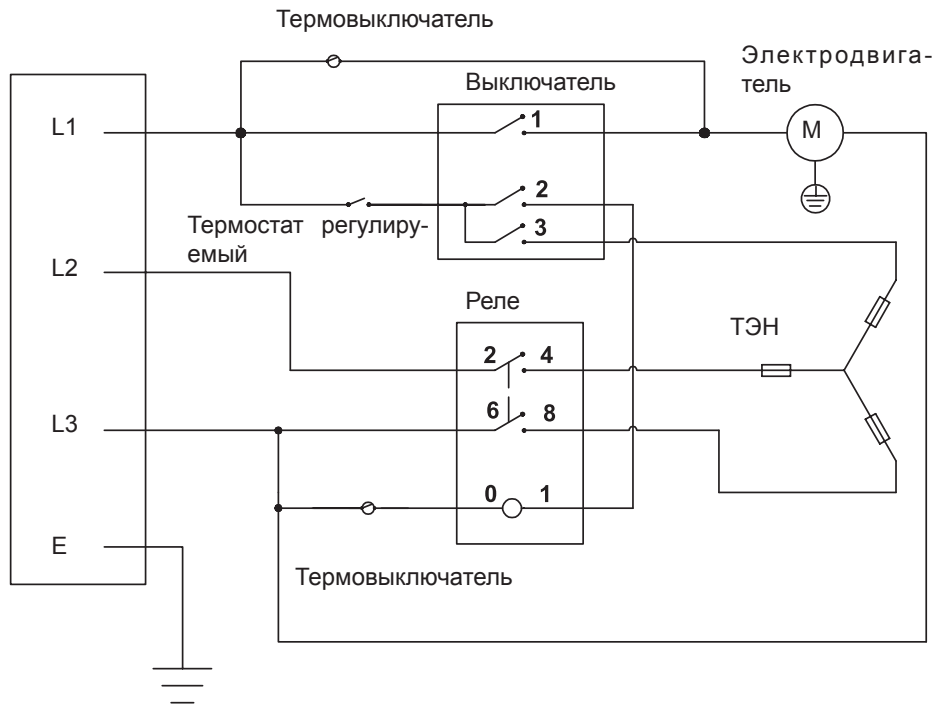 Термовыключатель
Электродвига-
тель
Выключатель
L1
1
M
2
Термостат регулиру-
емый
3
L2
Реле
ТЭН
2 4
6 8
L3
0 1
E
Термовыключатель